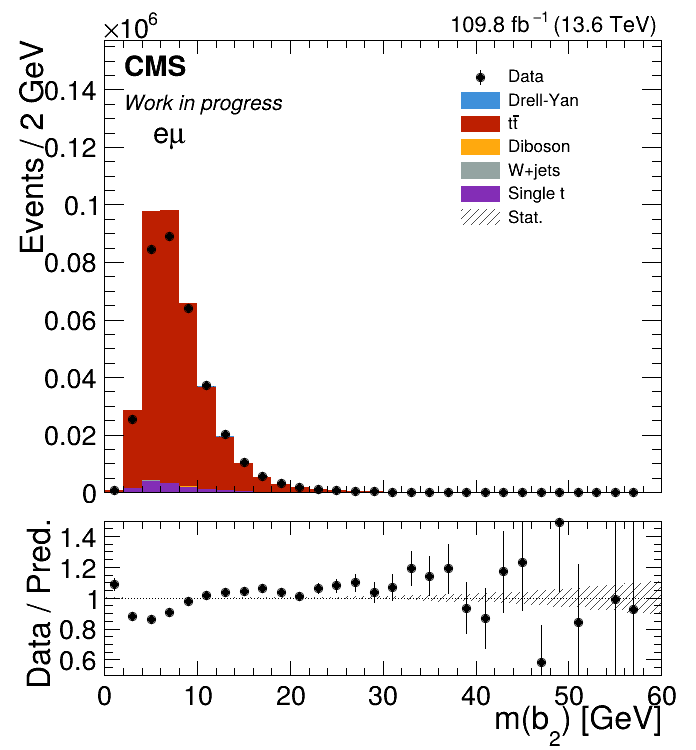 ×10⁶
109.8 fb⁻¹ (13.6 TeV)
CMS
Work in progress
eμ
Data
Drell-Yan
tt̄
Diboson
W+jets
Single t
Stat.
Events / 2 GeV
0.14
0.12
0.1
0.08
0.06
0.04
0.02
0
Data / Pred.
1.4
1.2
1
0.8
0.6
0 10 20 30 40 50 60
m(b₂) [GeV]